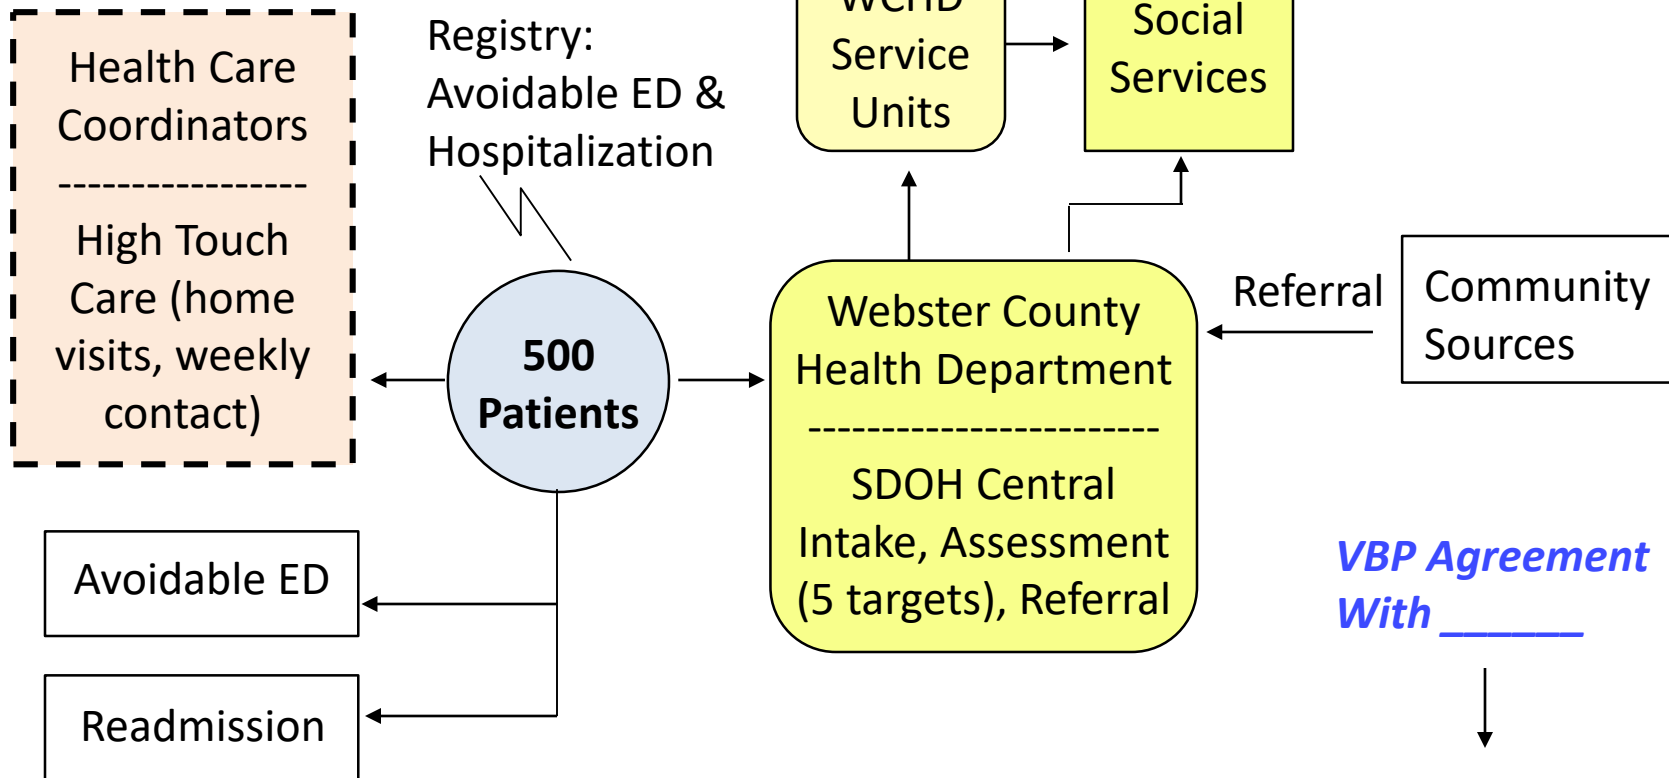 Health Care
Coordinators
-----------------
High Touch
Care (home
visits, weekly
contact)
Registry:
Avoidable ED &
Hospitalization
WCHD
Service
Units
Social
Services
500
Patients
Webster County
Health Department
------------------------
SDOH Central
Intake, Assessment
(5 targets), Referral
Referral
Community
Sources
Avoidable ED
Readmission
VBP Agreement
With ______